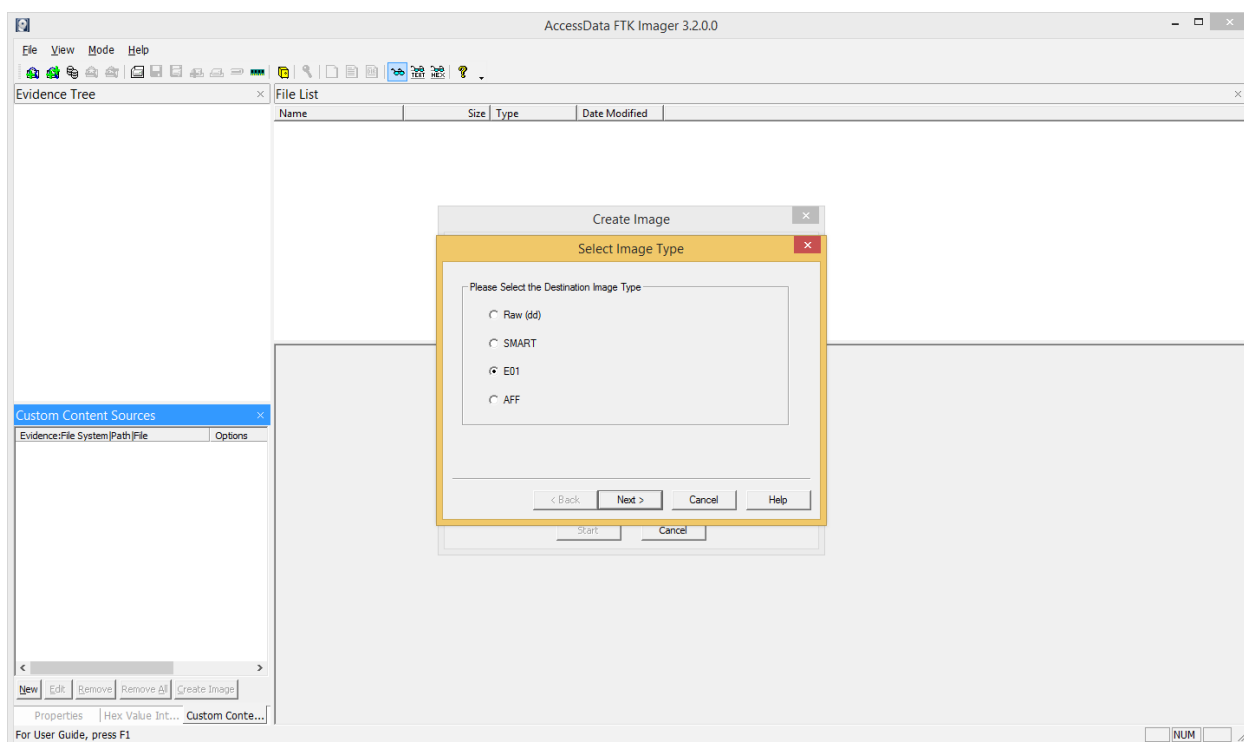 AccessData FTK Imager 3.2.0.0
File View Mode Help
Evidence Tree
File List
Name Size Type Date Modified
Create Image
Select Image Type
Please Select the Destination Image Type
Raw (dd)
SMART
E01
AFF
< Back Next > Cancel Help
Start Cancel
Custom Content Sources
Evidence:File System|Path|File Options
New Edit Remove Remove All Create Image
Properties Hex Value Int... Custom Conte...
For User Guide, press F1
NUM